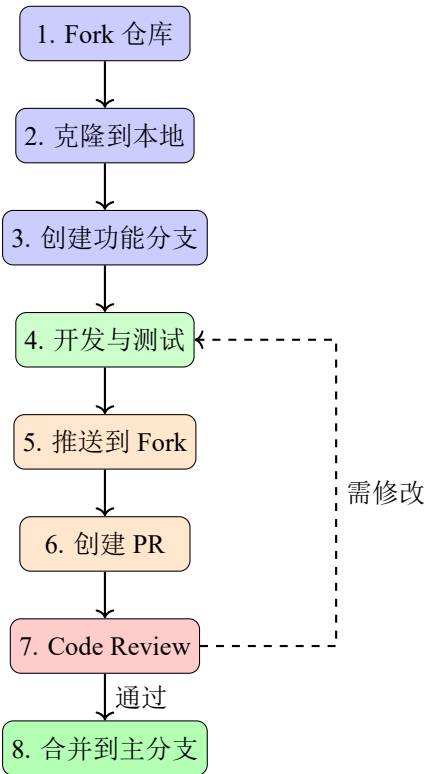 1. Fork 仓库
2. 克隆到本地
3. 创建功能分支
4. 开发与测试
5. 推送到 Fork
需修改
6. 创建 PR
7. Code Review
通过
8. 合并到主分支